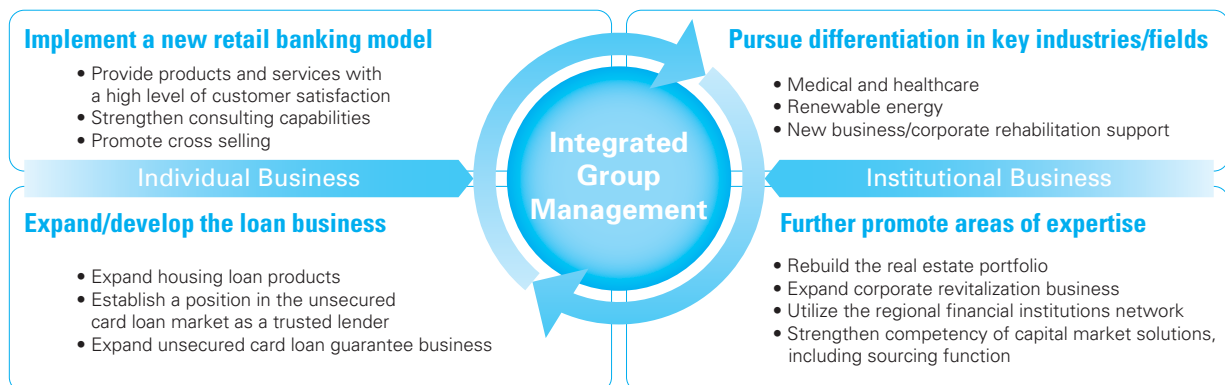 Implement a new retail banking model
• Provide products and services with
a high level of customer satisfaction
• Strengthen consulting capabilities
• Promote cross selling
Individual Business
Expand/develop the loan business
• Expand housing loan products
• Establish a position in the unsecured
card loan market as a trusted lender
• Expand unsecured card loan guarantee business
Integrated
Group
Management
Pursue differentiation in key industries/fields
• Medical and healthcare
• Renewable energy
• New business/corporate rehabilitation support
Institutional Business
Further promote areas of expertise
• Rebuild the real estate portfolio
• Expand corporate revitalization business
• Utilize the regional financial institutions network
• Strengthen competency of capital market solutions,
including sourcing function